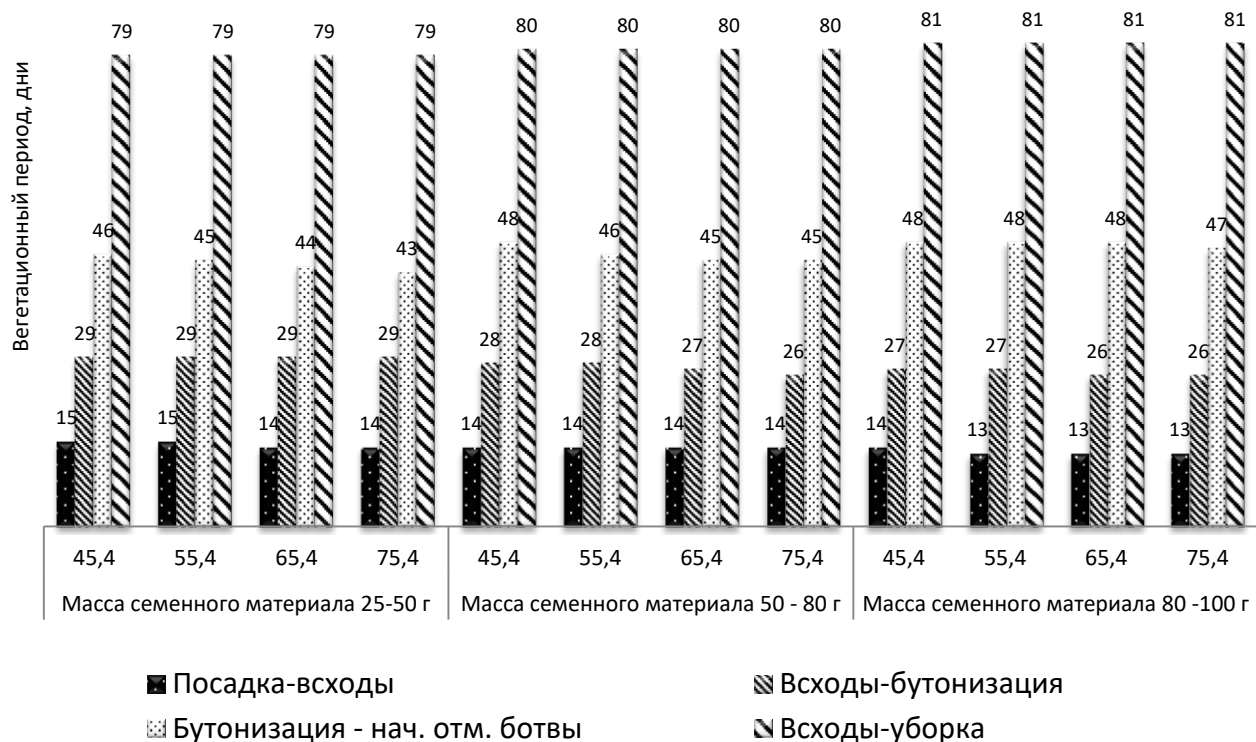 Вегетационный период, дни
79 79 79 79 80 80 80 80 81 81 81 81
46 45 44 43 48 46 45 45 48 48 48 47
29 29 29 29 28 28 27 26 27 27 26 26
15 15 14 14 14 14 14 14 14 13 13 13
45,4 55,4 65,4 75,4 45,4 55,4 65,4 75,4 45,4 55,4 65,4 75,4
Масса семенного материала 25-50 г Масса семенного материала 50 - 80 г Масса семенного материала 80 -100 г
Посадка-всходы Всходы-бутонизация
Бутонизация - нач. отм. ботвы Всходы-уборка